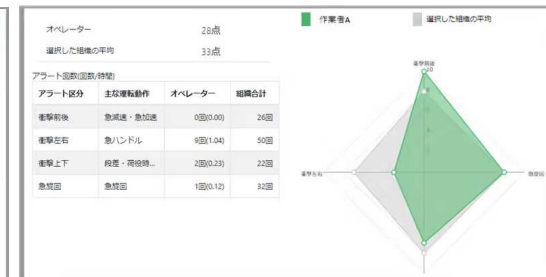 オペレーター 28点
選択した組織の平均 33点
アラート回数(回数/時間)
アラート区分 主な運転動作 オペレーター 組織合計
衝撃前後 急減速・急加速 0回(0.00) 26回
衝撃左右 急ハンドル 9回(1.04) 50回
衝撃上下 段差・荷役時... 2回(0.23) 22回
急旋回 急旋回 1回(0.12) 32回
作業者A 選択した組織の平均
衝撃前後
10
衝撃左右
急旋回